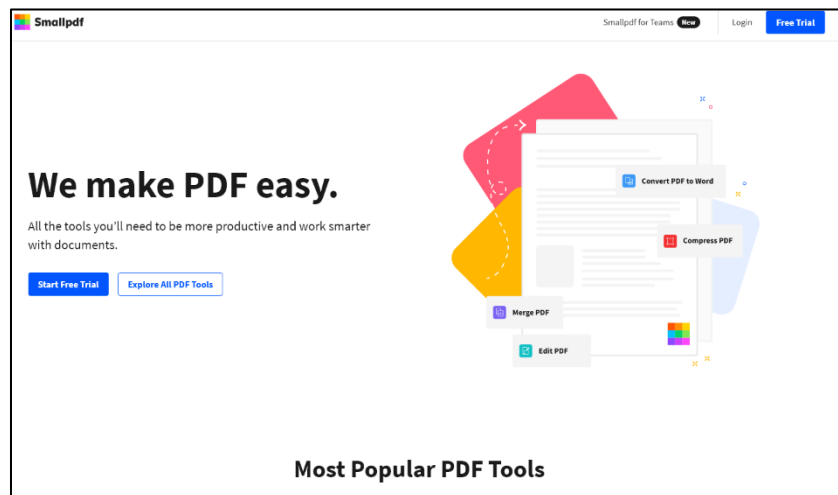 Smallpdf
Smallpdf for Teams New Login Free Trial
We make PDF easy.
All the tools you'll need to be more productive and work smarter
with documents.
Start Free Trial Explore All PDF Tools
Convert PDF to Word
Compress PDF
Merge PDF
Edit PDF
Most Popular PDF Tools